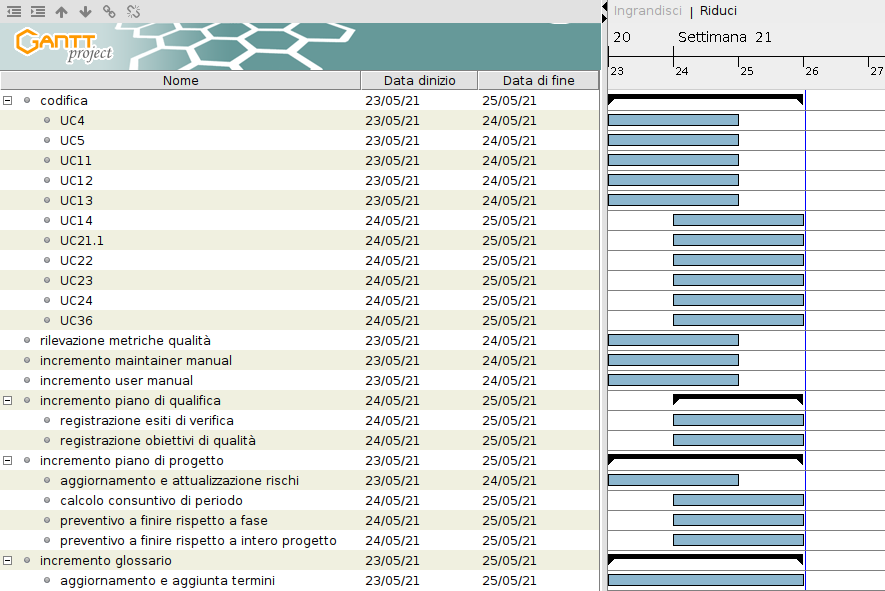 Ingrandisci | Riduci
GANTT project
20 Settimana 21
23 24 25 26 27
Nome Data dinizio Data di fine
codifica 23/05/21 25/05/21
UC4 23/05/21 24/05/21
UC5 23/05/21 24/05/21
UC11 23/05/21 24/05/21
UC12 23/05/21 24/05/21
UC13 23/05/21 24/05/21
UC14 24/05/21 25/05/21
UC21.1 24/05/21 25/05/21
UC22 24/05/21 25/05/21
UC23 24/05/21 25/05/21
UC24 24/05/21 25/05/21
UC36 24/05/21 25/05/21
rilevazione metriche qualità 23/05/21 24/05/21
incremento maintainer manual 23/05/21 24/05/21
incremento user manual 23/05/21 24/05/21
incremento piano di qualifica 24/05/21 25/05/21
registrazione esiti di verifica 24/05/21 25/05/21
registrazione obiettivi di qualità 24/05/21 25/05/21
incremento piano di progetto 23/05/21 25/05/21
aggiornamento e attualizzazione rischi 23/05/21 24/05/21
calcolo consuntivo di periodo 24/05/21 25/05/21
preventivo a finire rispetto a fase 24/05/21 25/05/21
preventivo a finire rispetto a intero progetto 24/05/21 25/05/21
incremento glossario 23/05/21 25/05/21
aggiornamento e aggiunta termini 23/05/21 25/05/21